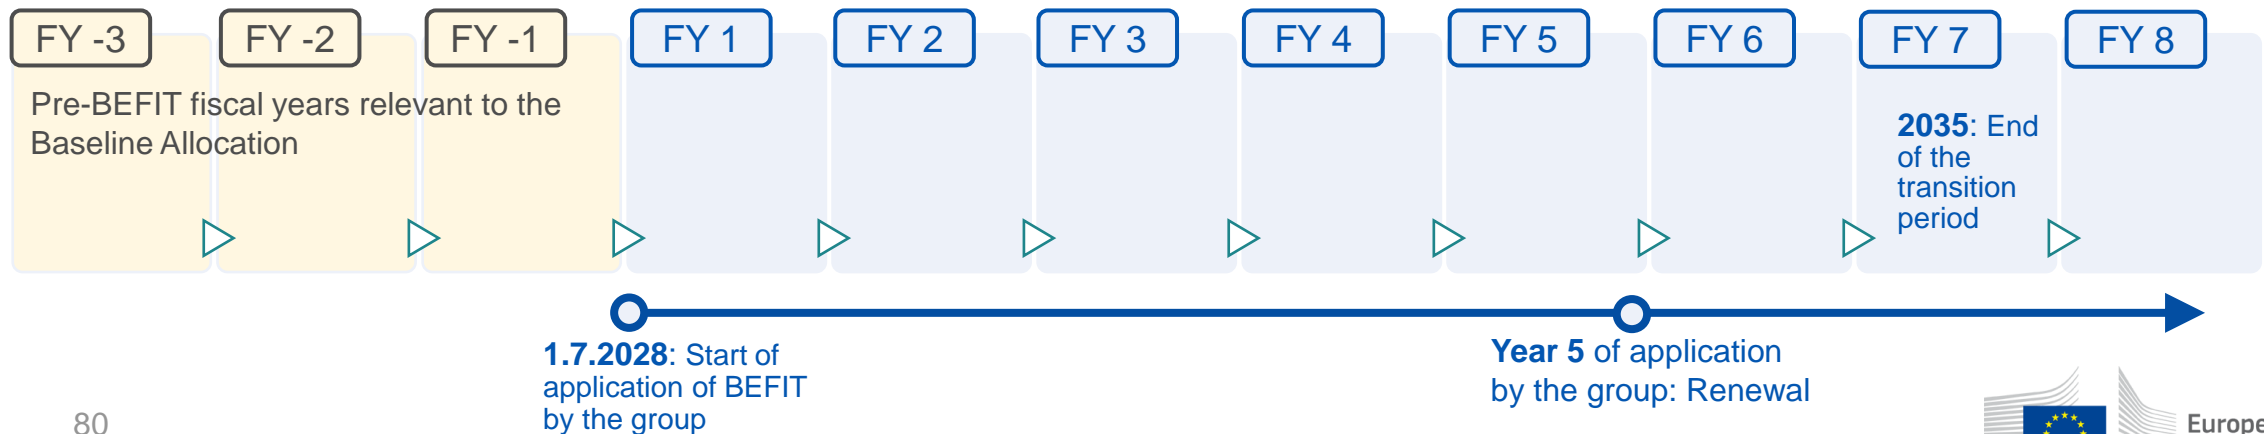 FY -3
FY -2
FY -1
FY 1
FY 2
FY 3
FY 4
FY 5
FY 6
FY 7
FY 8
Pre-BEFIT fiscal years relevant to the
Baseline Allocation
2035: End
of the
transition
period
1.7.2028: Start of
application of BEFIT
by the group
Year 5 of application
by the group: Renewal
80
Europe